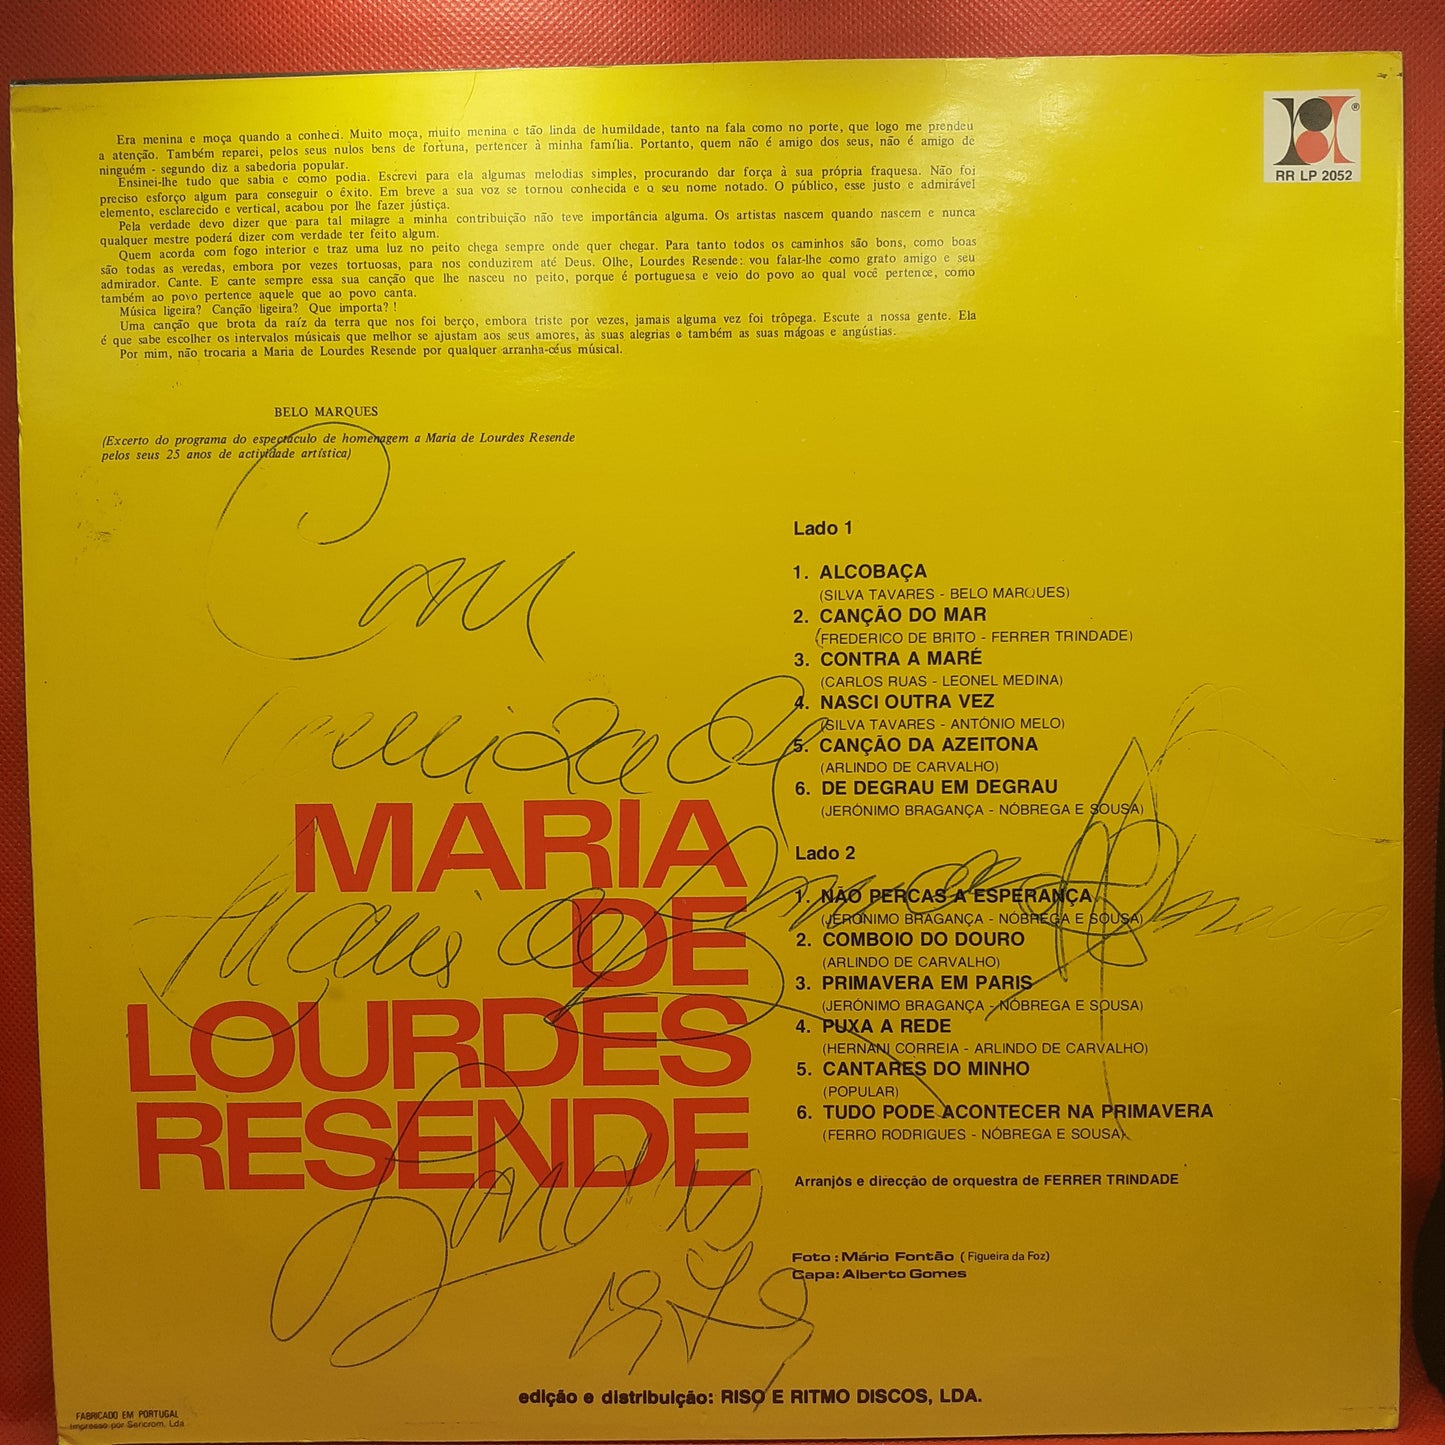 Era menina e moça quando a conheci. Muito moça, muito menina e tão linda de humildade, tanto na fala como no porte, que logo me prendeu
a atenção. Também reparei, pelos seus nulos bens de fortuna, pertencer à minha família. Portanto, quem não é amigo dos seus, não é amigo de
ninguém - segundo diz a sabedoria popular.
Ensinei-lhe tudo que sabia e como podia. Escrevi para ela algumas melodias simples, procurando dar força à sua própria fraquesa. Não foi
preciso esforço algum para conseguir o êxito. Em breve a sua voz se tornou conhecida e o seu nome notado. O público, esse justo e admirável
elemento, esclarecido e vertical, acabou por lhe fazer jústiça.
Pela verdade devo dizer que para tal milagre a minha contribuição não teve importância alguma. Os artistas nascem quando nascem e nunca
qualquer mestre poderá dizer com verdade ter feito algum.
Quem acorda com fogo interior e traz uma luz no peito chega sempre onde quer chegar. Para tanto todos os caminhos são bons, como boas
são todas as veredas, embora por vezes tortuosas, para nos conduzirem até Deus. Olhe, Lourdes Resende: vou falar-lhe como grato amigo e seu
admirador. Cante. E cante sempre essa sua canção que lhe nasceu no peito, porque é portuguesa e veio do povo ao qual você pertence, como
também ao povo pertence aquele que ao povo canta.
Música ligeira? Canção ligeira? Que importa? !
Uma canção que brota da raíz da terra que nos foi berço, embora triste por vezes, jamais alguma vez foi trôpega. Escute a nossa gente. Ela
é que sabe escolher os intervalos músicais que melhor se ajustam aos seus amores, às suas alegrias e também as suas mágoas e angústias.
Por mim, não trocaria a Maria de Lourdes Resende por qualquer arranha-céus músical.
BELO MARQUES
(Excerto do programa do espectáculo de homenagem a Maria de Lourdes Resende
pelos seus 25 anos de actividade artística)
RR LP 2052
Com
amizade
Maria de Lourdes Resende
1979
MARIA
DE
LOURDES
RESENDE
Lado 1
1. ALCOBAÇA
(SILVA TAVARES - BELO MARQUES)
2. CANÇÃO DO MAR
(FREDERICO DE BRITO - FERRER TRINDADE)
3. CONTRA A MARÉ
(CARLOS RUAS - LEONEL MEDINA)
4. NASCI OUTRA VEZ
(SILVA TAVARES - ANTÓNIO MELO)
5. CANÇÃO DA AZEITONA
(ARLINDO DE CARVALHO)
6. DE DEGRAU EM DEGRAU
(JERÓNIMO BRAGANÇA - NÓBREGA E SOUSA)
Lado 2
1. NÃO PERCAS A ESPERANÇA
(JERÓNIMO BRAGANÇA - NÓBREGA E SOUSA)
2. COMBOIO DO DOURO
(ARLINDO DE CARVALHO)
3. PRIMAVERA EM PARIS
(JERÓNIMO BRAGANÇA - NÓBREGA E SOUSA)
4. PUXA A REDE
(HERNANI CORREIA - ARLINDO DE CARVALHO)
5. CANTARES DO MINHO
(POPULAR)
6. TUDO PODE ACONTECER NA PRIMAVERA
(FERRO RODRIGUES - NÓBREGA E SOUSA)
Arranjos e direcção de orquestra de FERRER TRINDADE
Foto : Mário Fontão ( Figueira da Foz)
Capa: Alberto Gomes
edição e distribuição: RISO E RITMO DISCOS, LDA.
FABRICADO EM PORTUGAL
Impresso por Sericrom, Lda